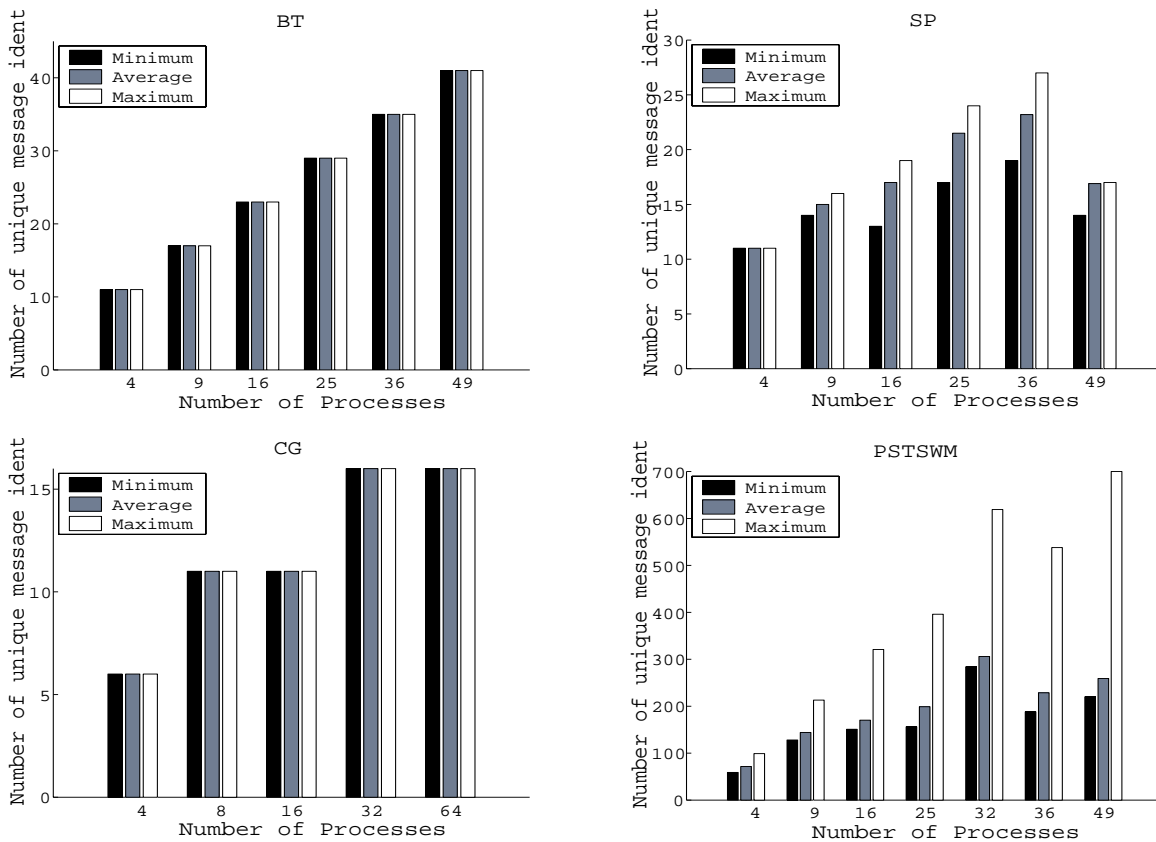 BT
Number of unique message ident
Minimum
Average
Maximum
40
30
20
10
0
4 9 16 25 36 49
Number of Processes
SP
Number of unique message ident
Minimum
Average
Maximum
30
25
20
15
10
5
0
4 9 16 25 36 49
Number of Processes
CG
Number of unique message ident
Minimum
Average
Maximum
15
10
5
0
4 8 16 32 64
Number of Processes
PSTSWM
Number of unique message ident
Minimum
Average
Maximum
700
600
500
400
300
200
100
0
4 9 16 25 32 36 49
Number of Processes